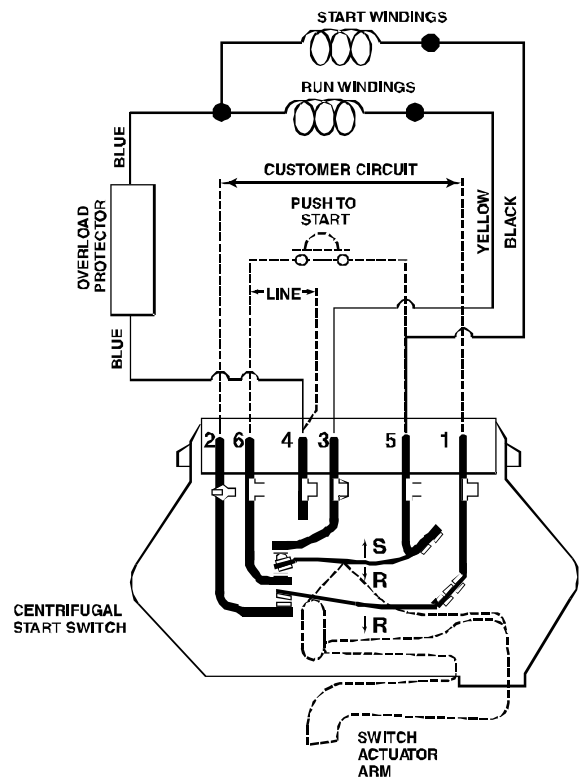 START WINDINGS
RUN WINDINGS
BLUE
CUSTOMER CIRCUIT
PUSH TO
START
YELLOW
BLACK
OVERLOAD
PROTECTOR
LINE
BLUE
2 6 4 3 5 1
S
R
R
CENTRIFUGAL
START SWITCH
SWITCH
ACTUATOR
ARM